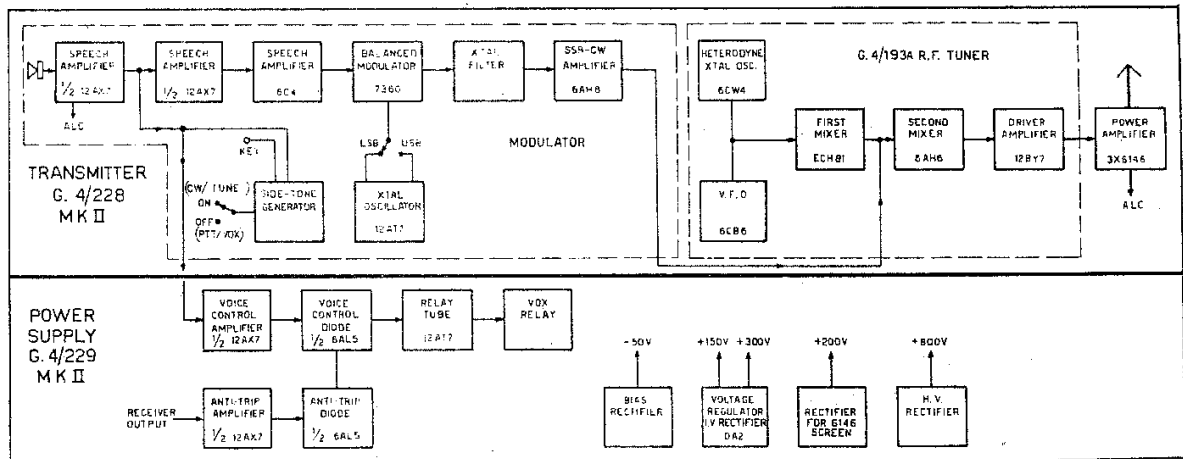 SPEECH
AMPLIFIER
1/2 12AX7
ALC
SPEECH
AMPLIFIER
1/2 12AX7
SPEECH
AMPLIFIER
6C4
BALANCED
MODULATOR
7360
XTAL
FILTER
SSB-CW
AMPLIFIER
6AH6
HETERODYNE
XTAL OSC.
6CW4
G.4/193A R.F. TUNER
FIRST
MIXER
ECH81
SECOND
MIXER
6AH6
DRIVER
AMPLIFIER
12BY7
POWER
AMPLIFIER
3X6146
ALC
V.F.O
6CB6
MODULATOR
KEY
LSB
USB
TRANSMITTER
G. 4/228
MK II
(CW/TUNE)
ON
OFF
(PTT/VOX)
SIDE-TONE
GENERATOR
XTAL
OSCILLATOR
12AT7
POWER
SUPPLY
G. 4/229
MK II
VOICE
CONTROL
AMPLIFIER
1/2 12AX7
VOICE
CONTROL
DIODE
1/2 6AL5
RELAY
TUBE
12AT7
VOX
RELAY
RECEIVER
OUTPUT
ANTI-TRIP
AMPLIFIER
1/2 12AX7
ANTI-TRIP
DIODE
1/2 6AL5
-50V
BIAS
RECTIFIER
+150V
+300V
VOLTAGE
REGULATOR
RECTIFIER
OA2
+200V
RECTIFIER
FOR 6146
SCREEN
+800V
H.V.
RECTIFIER